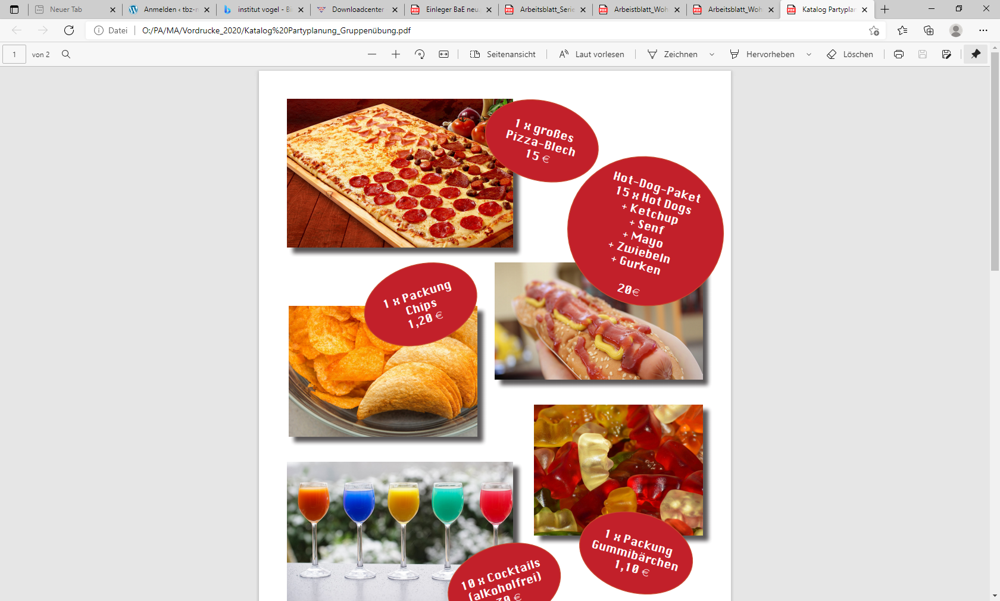 Neuer Tab
Anmelden ‹ tbz-n
institut vogel - Bi
Downloadcenter
Einleger BaE neu.
Arbeitsblatt_Serie
Arbeistblatt_Woh
Arbeitsblatt_Woh
Katalog Partyplan
Datei
O:/PA/MA/Vordrucke_2020/Katalog%20Partyplanung_Gruppenübung.pdf
1 von 2
Seitenansicht
Laut vorlesen
Zeichnen
Hervorheben
Löschen
1 x großes
Pizza-Blech
15 €
Hot-Dog-Paket
15 x Hot Dogs
+ Ketchup
+ Senf
+ Mayo
+ Zwiebeln
+ Gurken
20€
1 x Packung
Chips
1,20 €
1 x Packung
Gummibärchen
1,10 €
10 x Cocktails
(alkoholfrei)